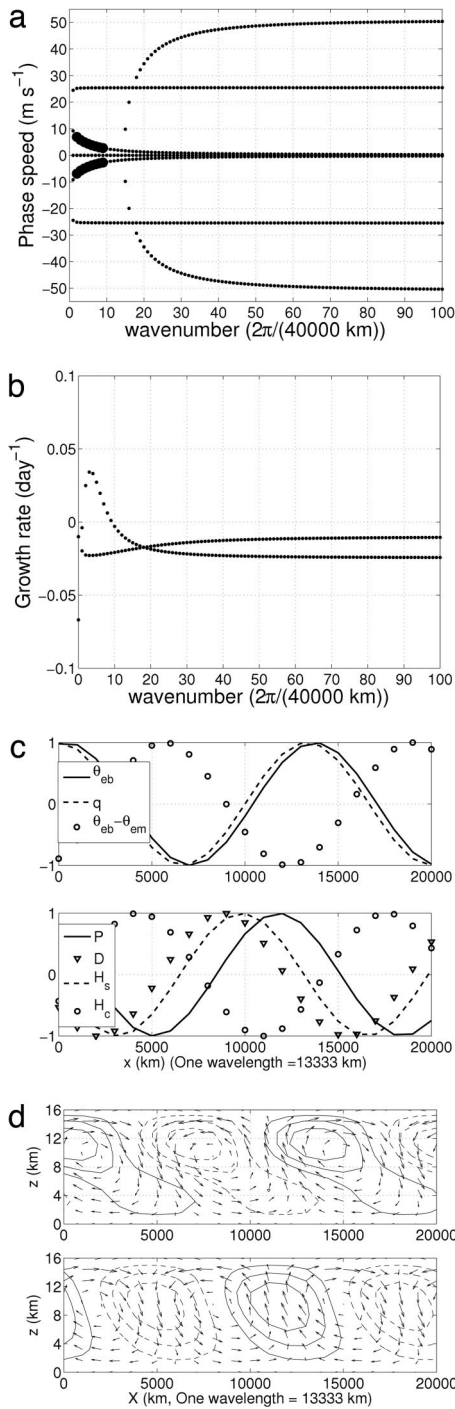 a
Phase speed (m s⁻¹)
50
40
30
20
10
0
−10
−20
−30
−40
−50
0 10 20 30 40 50 60 70 80 90 100
wavenumber (2π/(40000 km))
b
Growth rate (day⁻¹)
0.1
0.05
0
−0.05
−0.1
0 10 20 30 40 50 60 70 80 90 100
wavenumber (2π/(40000 km))
c
1
0
−1
θeb
q
θeb−θem
0 5000 10000 15000 20000
1
0
−1
P
D
Hs
Hc
0 5000 10000 15000 20000
x (km) (One wavelength =13333 km)
d
z (km)
16
12
8
4
0
0 5000 10000 15000 20000
z (km)
16
12
8
4
0
0 5000 10000 15000 20000
X (km, One wavelength = 13333 km)